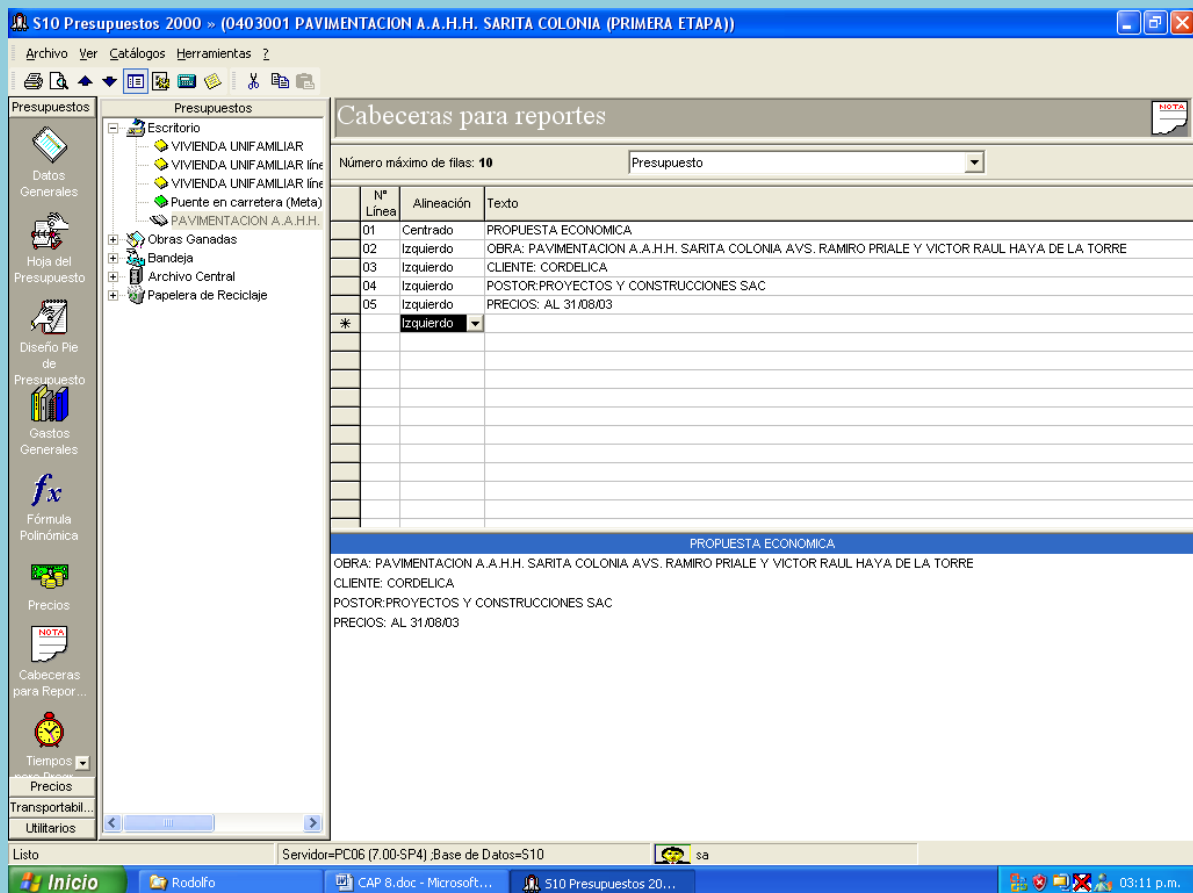 S10 Presupuestos 2000 » (0403001 PAVIMENTACION A.A.H.H. SARITA COLONIA (PRIMERA ETAPA))
Archivo Ver Catálogos Herramientas ?
Presupuestos
Datos
Generales
Hoja del
Presupuesto
Diseño Pie
de
Presupuesto
Gastos
Generales
fx
Fórmula
Polinómica
Precios
NOTA
Cabeceras
para Repor...
Tiempos
Precios
Transportabil...
Utilitarios
Presupuestos
Escritorio
VIVIENDA UNIFAMILIAR
VIVIENDA UNIFAMILIAR líne
VIVIENDA UNIFAMILIAR líne
Puente en carretera (Meta)
PAVIMENTACION A.A.H.H.
Obras Ganadas
Bandeja
Archivo Central
Papelera de Reciclaje
Cabeceras para reportes
NOTA
Número máximo de filas: 10 Presupuesto
N° Línea Alineación Texto
01 Centrado PROPUESTA ECONOMICA
02 Izquierdo OBRA: PAVIMENTACION A.A.H.H. SARITA COLONIA AVS. RAMIRO PRIALE Y VICTOR RAUL HAYA DE LA TORRE
03 Izquierdo CLIENTE: CORDELICA
04 Izquierdo POSTOR:PROYECTOS Y CONSTRUCCIONES SAC
05 Izquierdo PRECIOS: AL 31/08/03
* Izquierdo
PROPUESTA ECONOMICA
OBRA: PAVIMENTACION A.A.H.H. SARITA COLONIA AVS. RAMIRO PRIALE Y VICTOR RAUL HAYA DE LA TORRE
CLIENTE: CORDELICA
POSTOR:PROYECTOS Y CONSTRUCCIONES SAC
PRECIOS: AL 31/08/03
Listo Servidor=PC06 (7.00-SP4) ;Base de Datos=S10 sa
Inicio Rodolfo CAP 8.doc - Microsoft... S10 Presupuestos 20... 03:11 p.m.